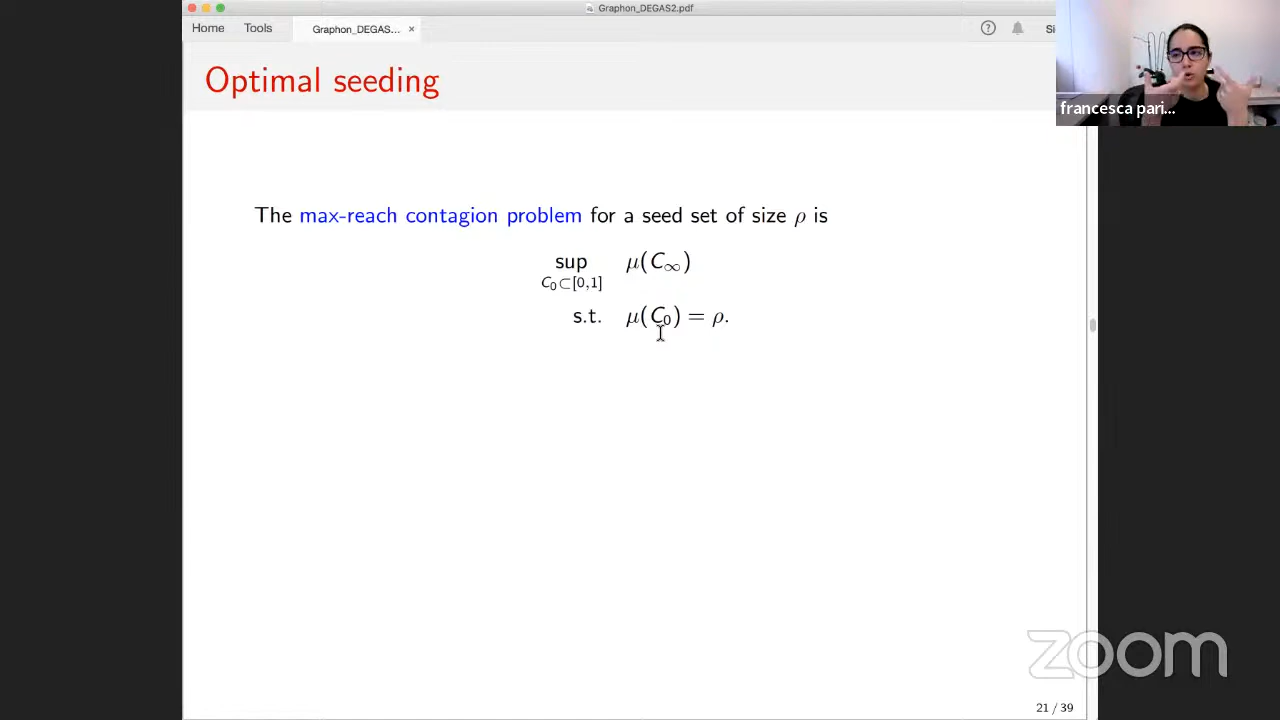 Graphon_DEGAS2.pdf
Home Tools Graphon_DEGAS... × ?
francesca pari...
Optimal seeding
The max-reach contagion problem for a seed set of size ρ is
sup μ(C∞)
C₀⊂[0,1]
s.t. μ(C₀) = ρ.
zoom
21 / 39